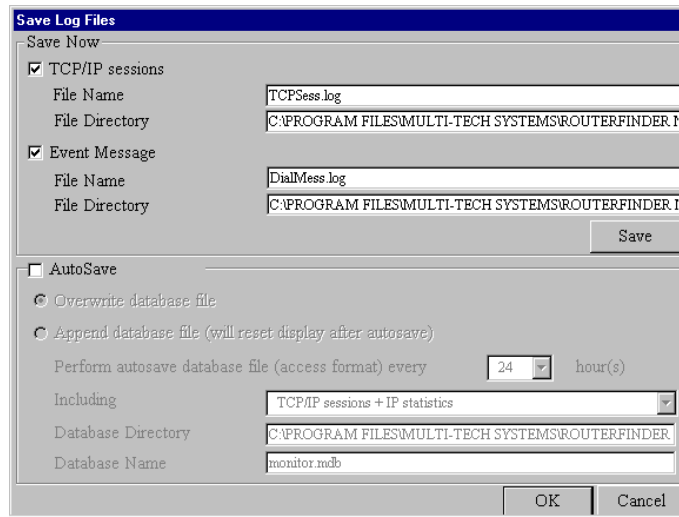 Save Log Files
Save Now
TCP/IP sessions
File Name TCPSess.log
File Directory C:\PROGRAM FILES\MULTI-TECH SYSTEMS\ROUTERFINDER
Event Message
File Name DialMess.log
File Directory C:\PROGRAM FILES\MULTI-TECH SYSTEMS\ROUTERFINDER
Save
AutoSave
Overwrite database file
Append database file (will reset display after autosave)
Perform autosave database file (access format) every 24 hour(s)
Including TCP/IP sessions + IP statistics
Database Directory C:\PROGRAM FILES\MULTI-TECH SYSTEMS\ROUTERFINDER
Database Name monitor.mdb
OK Cancel